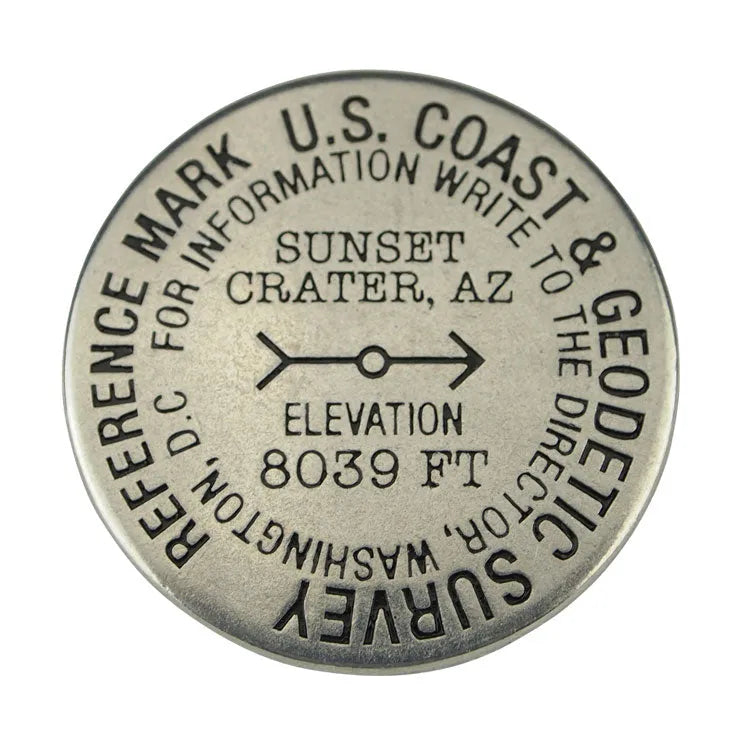 U.S. COAST & GEODETIC SURVEY REFERENCE MARK
FOR INFORMATION WRITE TO THE DIRECTOR, WASHINGTON, D.C
SUNSET
CRATER, AZ
ELEVATION
8039 FT